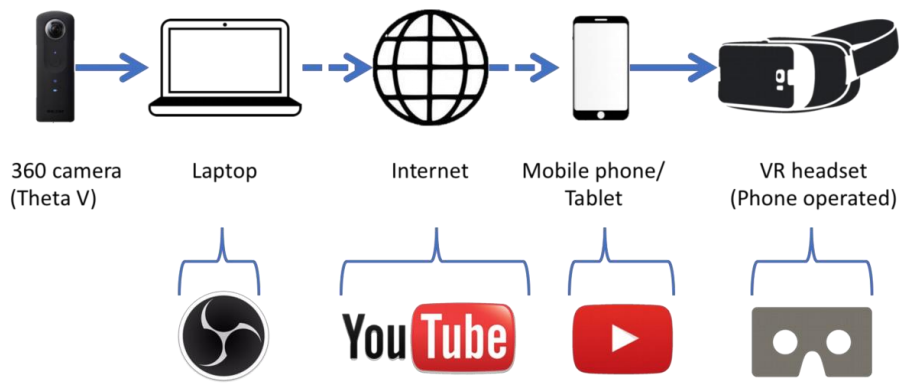 360 camera
(Theta V)
Laptop
Internet
Mobile phone/
Tablet
VR headset
(Phone operated)
YouTube